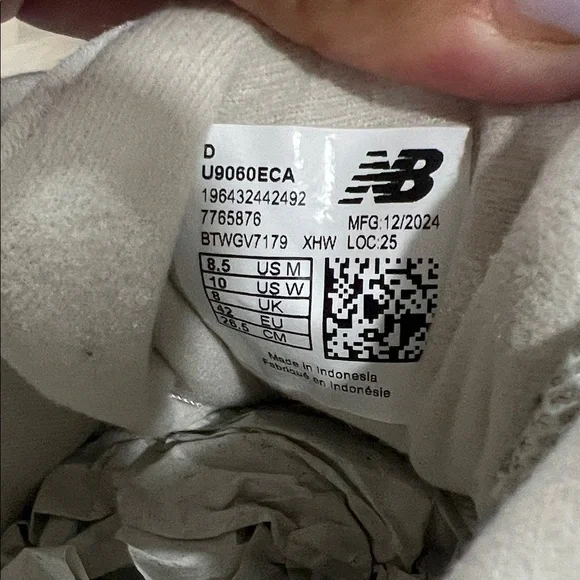 D
U9060ECA
196432442492
7765876
MFG:12/2024
BTWGV7179 XHW LOC:25
NB
8.5 US M
10 US W
8 UK
42 EU
26.5 CM
Made in Indonesia
Fabriqué en Indonésie